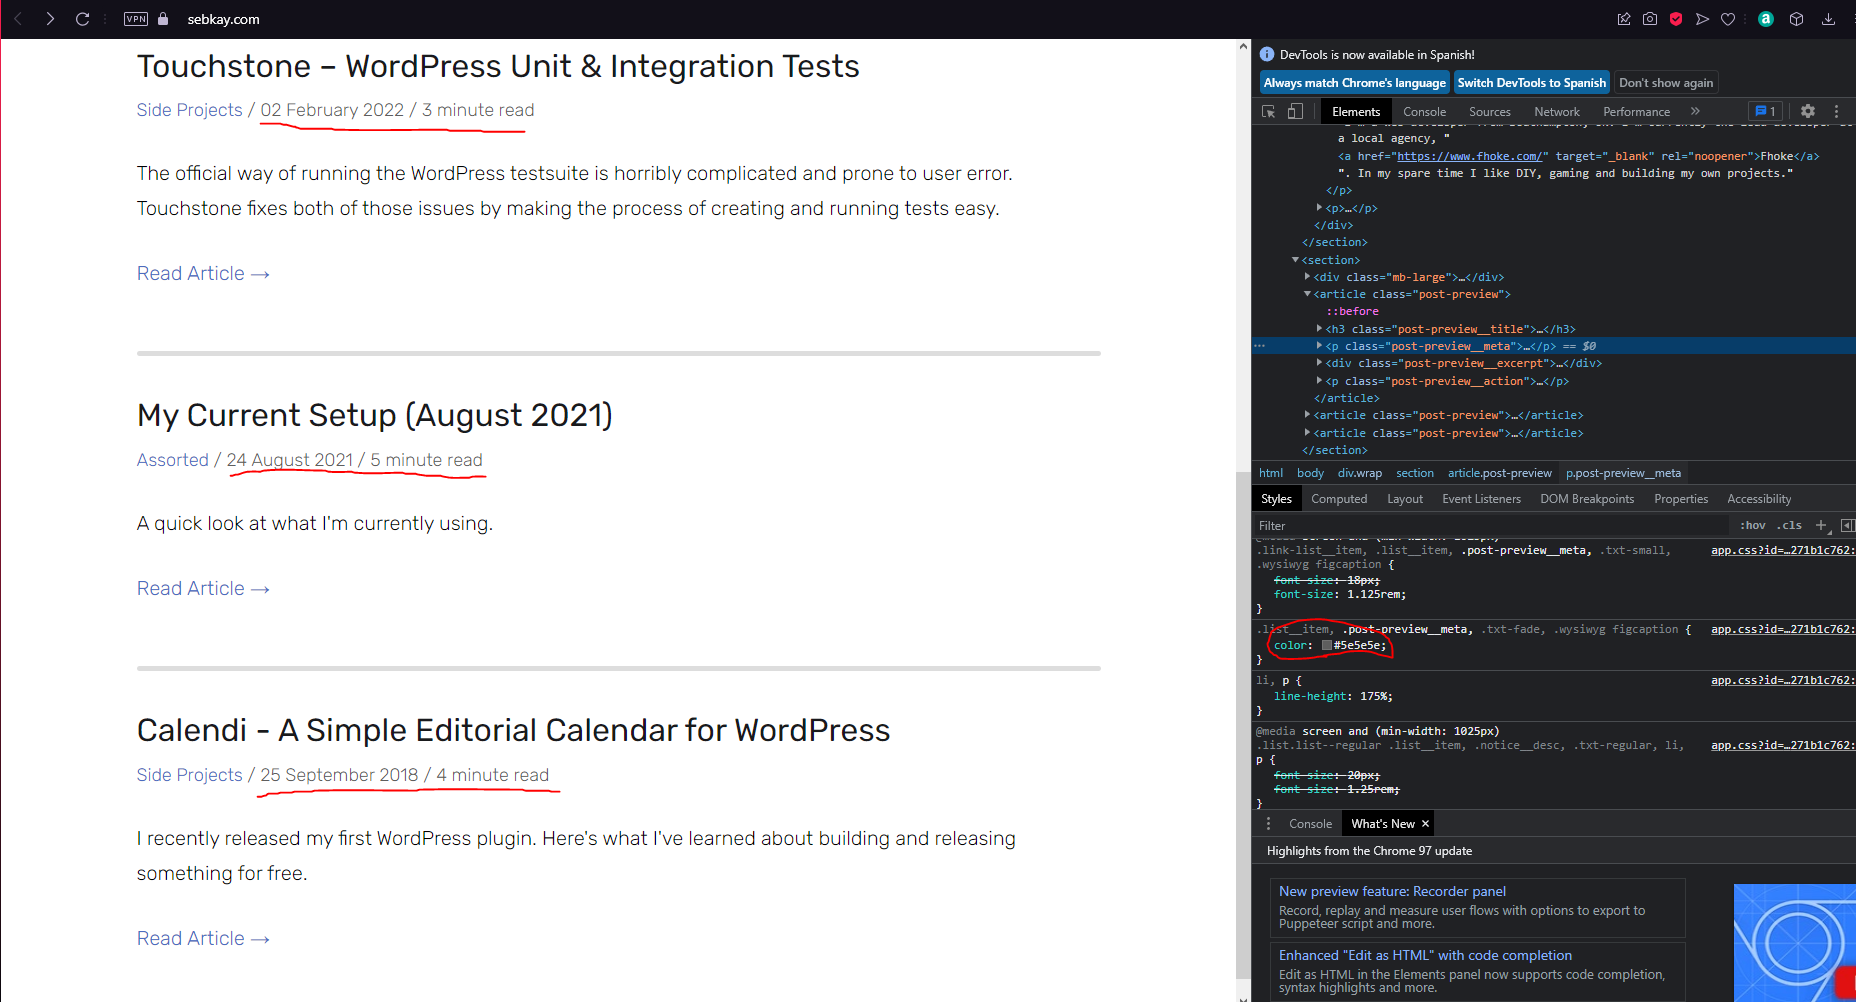 VPN sebkay.com
Touchstone – WordPress Unit & Integration Tests
Side Projects / 02 February 2022 / 3 minute read
The official way of running the WordPress testsuite is horribly complicated and prone to user error.
Touchstone fixes both of those issues by making the process of creating and running tests easy.
Read Article →
My Current Setup (August 2021)
Assorted / 24 August 2021 / 5 minute read
A quick look at what I'm currently using.
Read Article →
Calendi - A Simple Editorial Calendar for WordPress
Side Projects / 25 September 2018 / 4 minute read
I recently released my first WordPress plugin. Here's what I've learned about building and releasing
something for free.
Read Article →
DevTools is now available in Spanish!
Always match Chrome's language Switch DevTools to Spanish Don't show again
Elements Console Sources Network Performance » 1
a local agency, "
<a href="https://www.fhoke.com/" target="_blank" rel="noopener">Fhoke</a>
". In my spare time I like DIY, gaming and building my own projects."
</p>
<p>…</p>
</div>
</section>
<section>
<div class="mb-large">…</div>
<article class="post-preview">
::before
<h3 class="post-preview__title">…</h3>
<p class="post-preview__meta">…</p> == $0
<div class="post-preview__excerpt">…</div>
<p class="post-preview__action">…</p>
</article>
<article class="post-preview">…</article>
<article class="post-preview">…</article>
</section>
html body div.wrap section article.post-preview p.post-preview__meta
Styles Computed Layout Event Listeners DOM Breakpoints Properties Accessibility
Filter :hov .cls +
.link-list__item, .list__item, .post-preview__meta, .txt-small, app.css?id=…271b1c762:
.wysiwyg figcaption {
font-size: 18px;
font-size: 1.125rem;
}
.list__item, .post-preview__meta, .txt-fade, .wysiwyg figcaption { app.css?id=…271b1c762:
color: #5e5e5e;
}
li, p { app.css?id=…271b1c762:
line-height: 175%;
}
@media screen and (min-width: 1025px)
.list.list--regular .list__item, .notice__desc, .txt-regular, li, app.css?id=…271b1c762:
p {
font-size: 20px;
font-size: 1.25rem;
}
Console What's New ×
Highlights from the Chrome 97 update
New preview feature: Recorder panel
Record, replay and measure user flows with options to export to
Puppeteer script and more.
Enhanced "Edit as HTML" with code completion
Edit as HTML in the Elements panel now supports code completion,
syntax highlights and more.